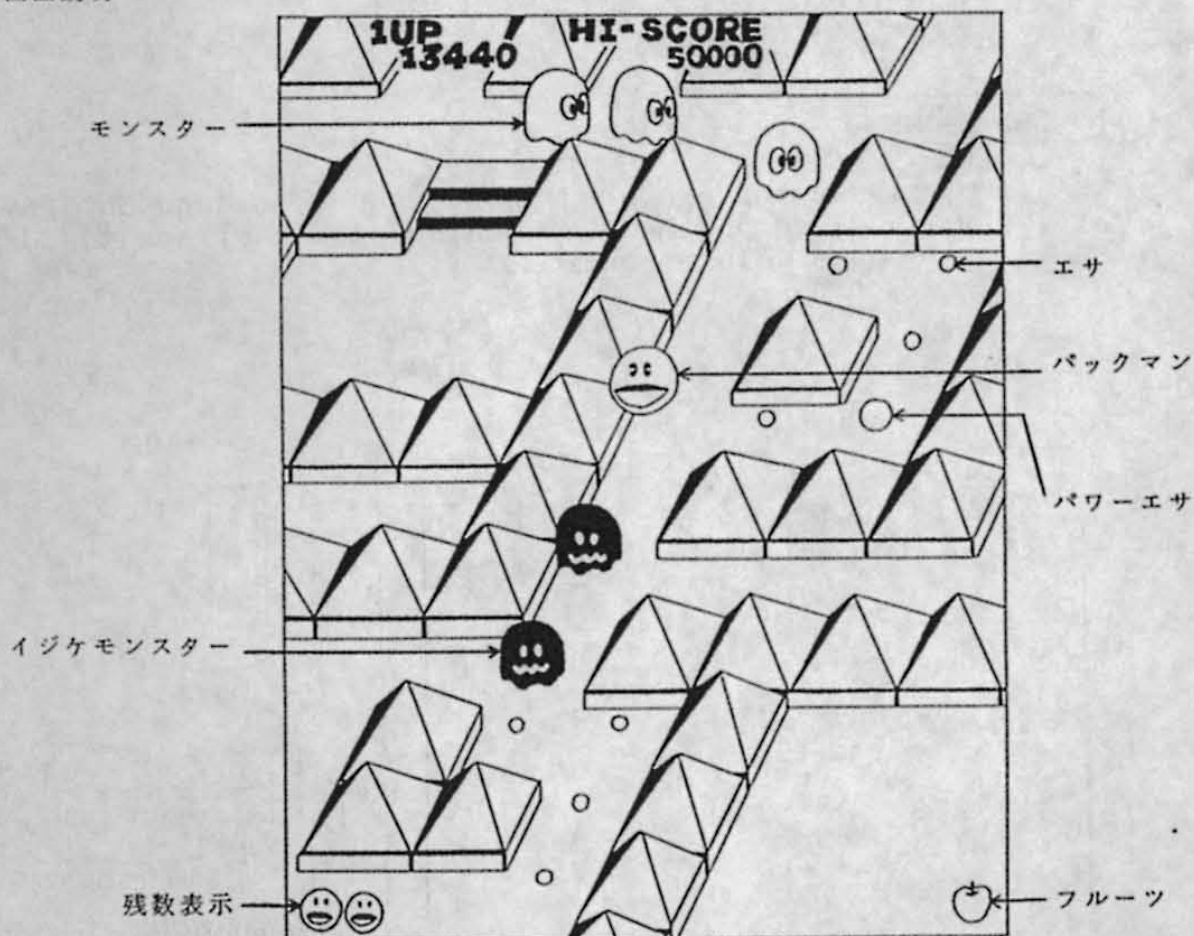 1UP
HI-SCORE
13440
50000
モンスター
エサ
パックマン
パワーエサ
イジケモンスター
残数表示
フルーツ